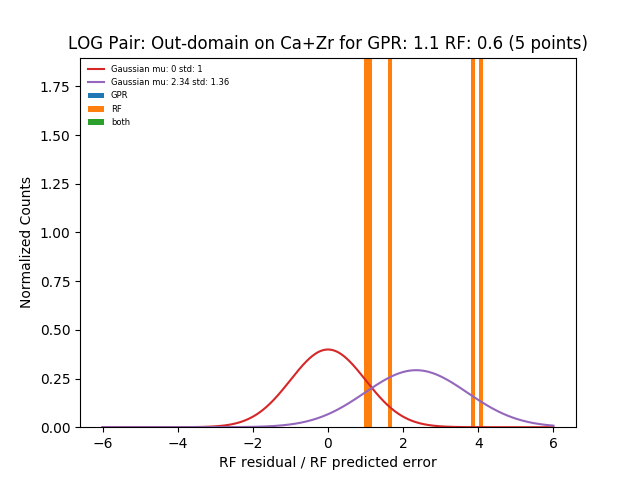 LOG Pair: Out-domain on Ca+Zr for GPR: 1.1 RF: 0.6 (5 points)
Gaussian mu: 0 std: 1
Gaussian mu: 2.34 std: 1.36
GPR
RF
both
1.75
1.50
1.25
1.00
0.75
0.50
0.25
0.00
Normalized Counts
−6 −4 −2 0 2 4 6
RF residual / RF predicted error